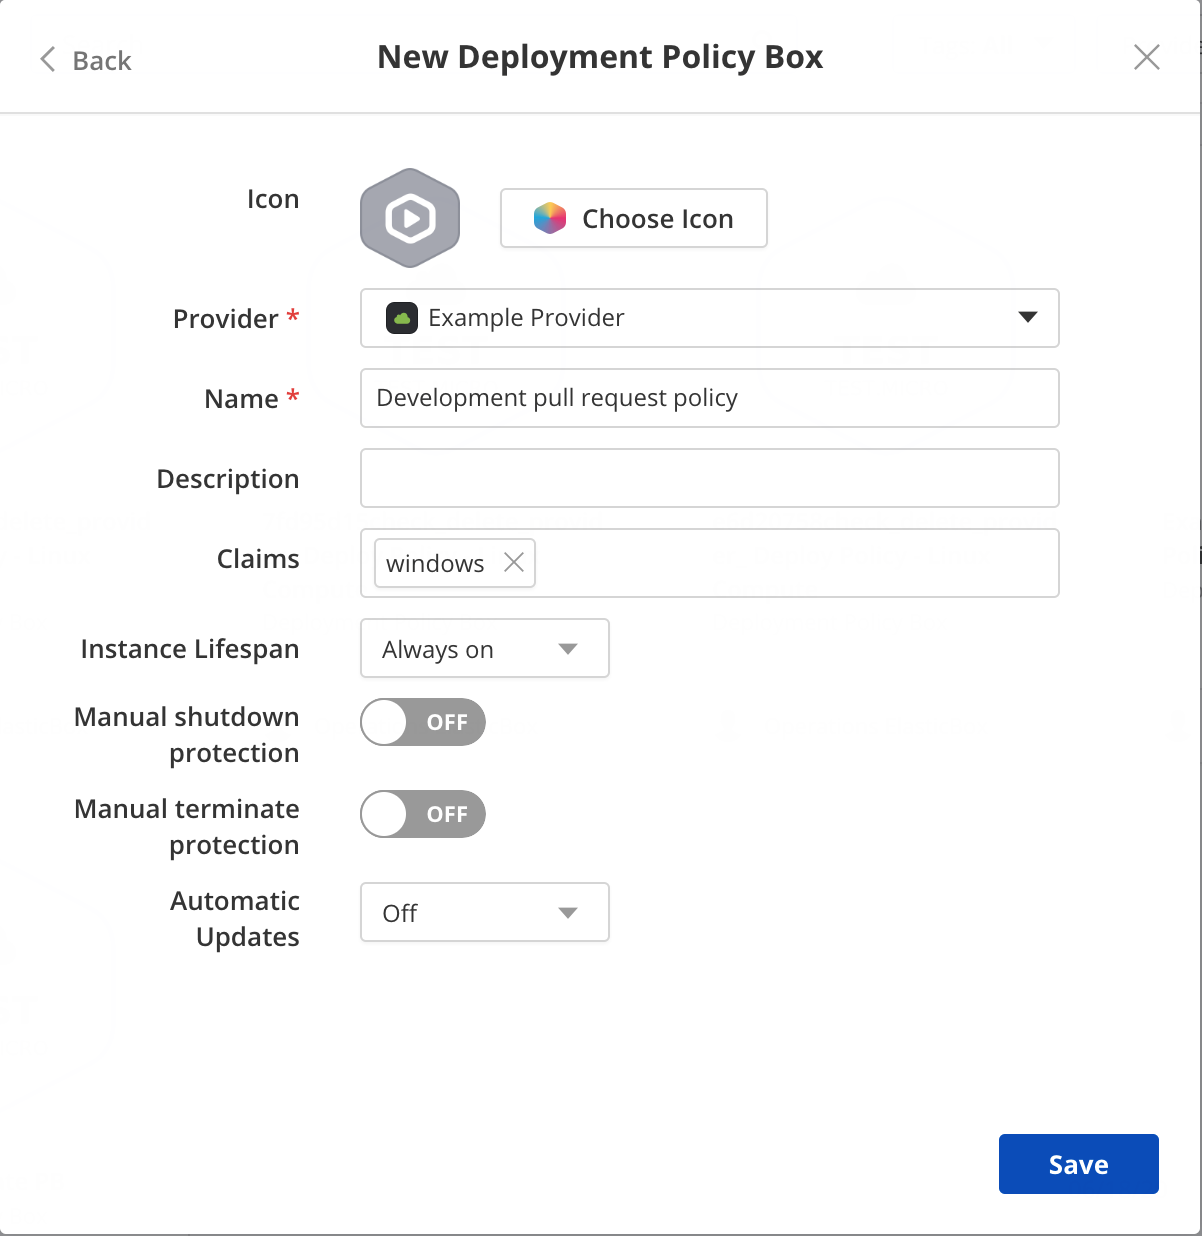 Back
New Deployment Policy Box
Icon
Choose Icon
Provider *
Example Provider
Name *
Development pull request policy
Description
Claims
windows
Instance Lifespan
Always on
Manual shutdown
protection
OFF
Manual terminate
protection
OFF
Automatic
Updates
Off
Save